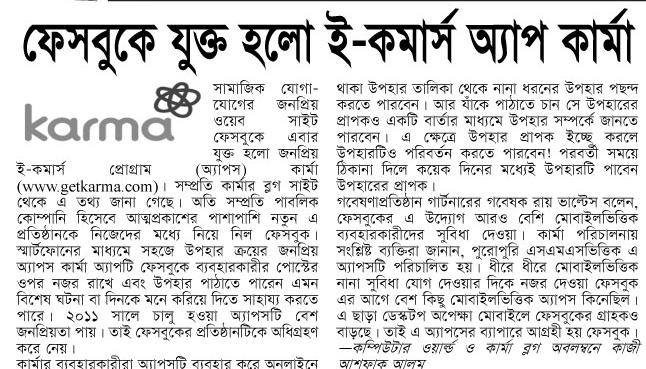 ফেসবুকে যুক্ত হলো ই-কমার্স অ্যাপ কার্মা
karma
সামাজিক যোগা-
যোগের জনপ্রিয়
ওয়েব সাইট
ফেসবুকে এবার
যুক্ত হলো জনপ্রিয়
ই-কমার্স প্রোগ্রাম (অ্যাপস) কার্মা
(www.getkarma.com)। সম্প্রতি কার্মার ব্লগ সাইট
থেকে এ তথ্য জানা গেছে। অতি সম্প্রতি পাবলিক
কোম্পানি হিসেবে আত্মপ্রকাশের পাশাপাশি নতুন এ
প্রতিষ্ঠানকে নিজেদের মধ্যে নিয়ে নিল ফেসবুক।
স্মার্টফোনের মাধ্যমে সহজে উপহার ক্রয়ের জনপ্রিয়
অ্যাপস কার্মা অ্যাপটি ফেসবুকে ব্যবহারকারীর পোস্টের
ওপর নজর রাখে এবং উপহার পাঠাতে পারেন এমন
বিশেষ ঘটনা বা দিনকে মনে করিয়ে দিতে সাহায্য করতে
পারে। ২০১১ সালে চালু হওয়া অ্যাপসটি বেশ
জনপ্রিয়তা পায়। তাই ফেসবুকের প্রতিষ্ঠানটিকে অধিগ্রহণ
করে নেয়।
কার্মার ব্যবহারকারীরা অ্যাপসটি ব্যবহার করে অনলাইনে
থাকা উপহার তালিকা থেকে নানা ধরনের উপহার পছন্দ
করতে পারবেন। আর যাঁকে পাঠাতে চান সে উপহারের
প্রাপকও একটি বার্তার মাধ্যমে উপহার সম্পর্কে জানতে
পারবেন। এ ক্ষেত্রে উপহার প্রাপক ইচ্ছে করলে
উপহারটিও পরিবর্তন করতে পারবেন! পরবর্তী সময়ে
ঠিকানা দিলে কয়েক দিনের মধ্যেই উপহারটি পাবেন
উপহারের প্রাপক।
গবেষণাপ্রতিষ্ঠান গার্টনারের গবেষক রায় ভাল্টেস বলেন,
ফেসবুকের এ উদ্যোগ আরও বেশি মোবাইলভিত্তিক
ব্যবহারকারীদের সুবিধা দেওয়া। কার্মা পরিচালনায়
সংশ্লিষ্ট ব্যক্তিরা জানান, পুরোপুরি এসএমএসভিত্তিক এ
অ্যাপসটি পরিচালিত হয়। ধীরে ধীরে মোবাইলভিত্তিক
নানা সুবিধা যোগ দেওয়ার দিকে নজর দেওয়া ফেসবুক
এর আগে বেশ কিছু মোবাইলভিত্তিক অ্যাপস কিনেছিল।
এ ছাড়া ডেস্কটপ অপেক্ষা মোবাইলে ফেসবুকের গ্রাহকও
বাড়ছে। তাই এ অ্যাপসের ব্যাপারে আগ্রহী হয় ফেসবুক।
—কম্পিউটার ওয়ার্ল্ড ও কার্মা ব্লগ অবলম্বনে কাজী
আশফাক আলম